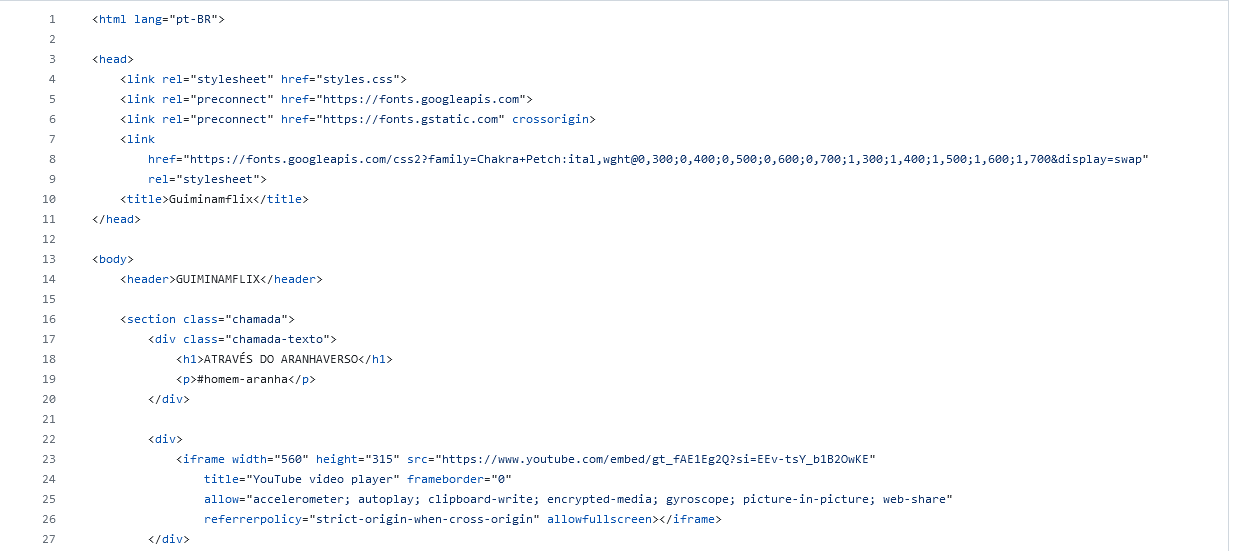 1 <html lang="pt-BR">
2
3 <head>
4 <link rel="stylesheet" href="styles.css">
5 <link rel="preconnect" href="https://fonts.googleapis.com">
6 <link rel="preconnect" href="https://fonts.gstatic.com" crossorigin>
7 <link
8 href="https://fonts.googleapis.com/css2?family=Chakra+Petch:ital,wght@0,300;0,400;0,500;0,600;0,700;1,300;1,400;1,500;1,600;1,700&display=swap"
9 rel="stylesheet">
10 <title>Guiminamflix</title>
11 </head>
12
13 <body>
14 <header>GUIMINAMFLIX</header>
15
16 <section class="chamada">
17 <div class="chamada-texto">
18 <h1>ATRAVÉS DO ARANHAVERSO</h1>
19 <p>#homem-aranha</p>
20 </div>
21
22 <div>
23 <iframe width="560" height="315" src="https://www.youtube.com/embed/gt_fAE1Eg2Q?si=EEv-tsY_b1B2OwKE"
24 title="YouTube video player" frameborder="0"
25 allow="accelerometer; autoplay; clipboard-write; encrypted-media; gyroscope; picture-in-picture; web-share"
26 referrerpolicy="strict-origin-when-cross-origin" allowfullscreen></iframe>
27 </div>